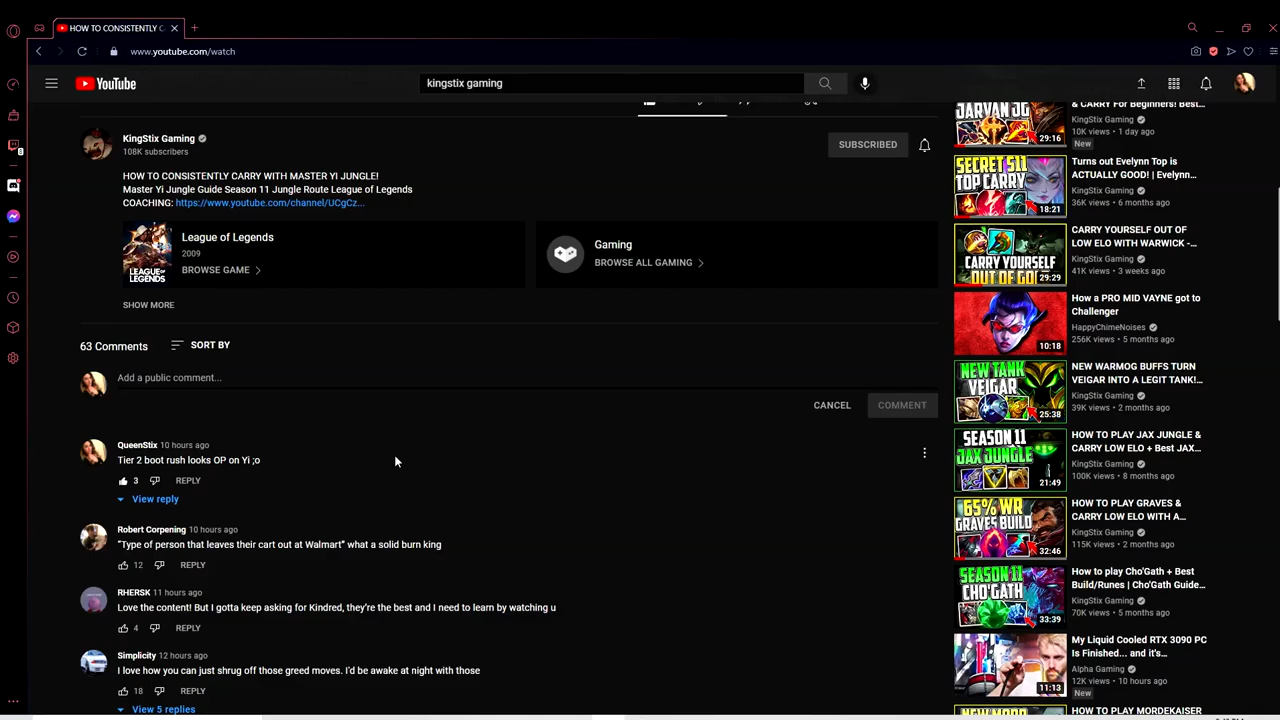 HOW TO CONSISTENTLY C
www.youtube.com/watch
YouTube
kingstix gaming
KingStix Gaming
108K subscribers
SUBSCRIBED
HOW TO CONSISTENTLY CARRY WITH MASTER YI JUNGLE!
Master Yi Jungle Guide Season 11 Jungle Route League of Legends
COACHING: https://www.youtube.com/channel/UCgCz...
LEAGUE OF LEGENDS
League of Legends
2009
BROWSE GAME
Gaming
BROWSE ALL GAMING
SHOW MORE
63 Comments
SORT BY
Add a public comment...
CANCEL
COMMENT
QueenStix 10 hours ago
Tier 2 boot rush looks OP on Yi ;o
3
REPLY
View reply
Robert Corpening 10 hours ago
"Type of person that leaves their cart out at Walmart" what a solid burn king
12
REPLY
RHERSK 11 hours ago
Love the content! But I gotta keep asking for Kindred, they're the best and I need to learn by watching u
4
REPLY
Simplicity 12 hours ago
I love how you can just shrug off those greed moves I'd be awake at night with those
18
REPLY
View 5 replies
JARVAN JG
29:16
& CARRY For Beginners! Best...
KingStix Gaming
10K views • 1 day ago
New
SECRET S11
TOP CARRY
18:21
Turns out Evelynn Top is
ACTUALLY GOOD! | Evelynn...
KingStix Gaming
36K views • 6 months ago
CARRY YOURSELF
OUT OF GO
29:29
CARRY YOURSELF OUT OF
LOW ELO WITH WARWICK -...
KingStix Gaming
41K views • 3 weeks ago
10:18
How a PRO MID VAYNE got to
Challenger
HappyChimeNoises
256K views • 5 months ago
NEW TANK
VEIGAR
25:38
NEW WARMOG BUFFS TURN
VEIGAR INTO A LEGIT TANK!...
KingStix Gaming
39K views • 2 months ago
SEASON 11
JAX JUNGLE
21:49
HOW TO PLAY JAX JUNGLE &
CARRY LOW ELO + Best JAX...
KingStix Gaming
100K views • 8 months ago
65% WR
GRAVES BUILD
32:46
HOW TO PLAY GRAVES &
CARRY LOW ELO WITH A...
KingStix Gaming
115K views • 2 months ago
SEASON 11
CHO'GATH
33:39
How to play Cho'Gath + Best
Build/Runes | Cho'Gath Guide...
KingStix Gaming
70K views • 5 months ago
11:13
My Liquid Cooled RTX 3090 PC
Is Finished... and it's...
Alpha Gaming
12K views • 10 hours ago
New
HOW TO PLAY MORDEKAISER